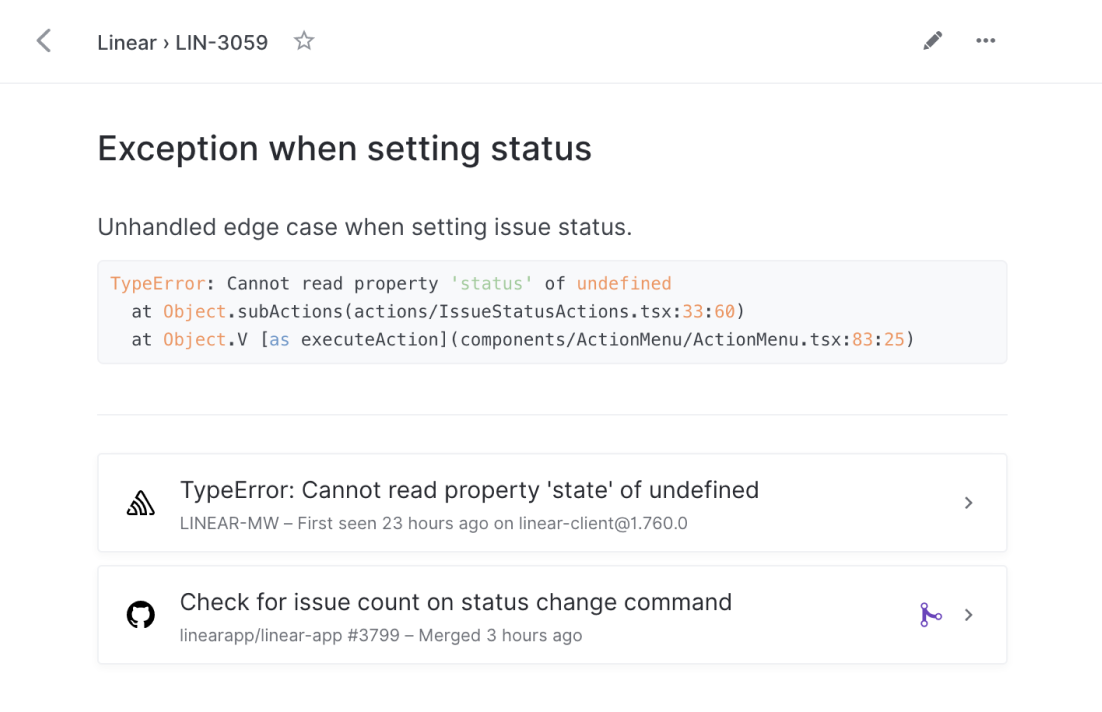 Linear › LIN-3059
Exception when setting status
Unhandled edge case when setting issue status.
TypeError: Cannot read property 'status' of undefined
at Object.subActions(actions/IssueStatusActions.tsx:33:60)
at Object.V [as executeAction](components/ActionMenu/ActionMenu.tsx:83:25)
TypeError: Cannot read property 'state' of undefined
LINEAR-MW – First seen 23 hours ago on linear-client@1.760.0
Check for issue count on status change command
linearapp/linear-app #3799 – Merged 3 hours ago